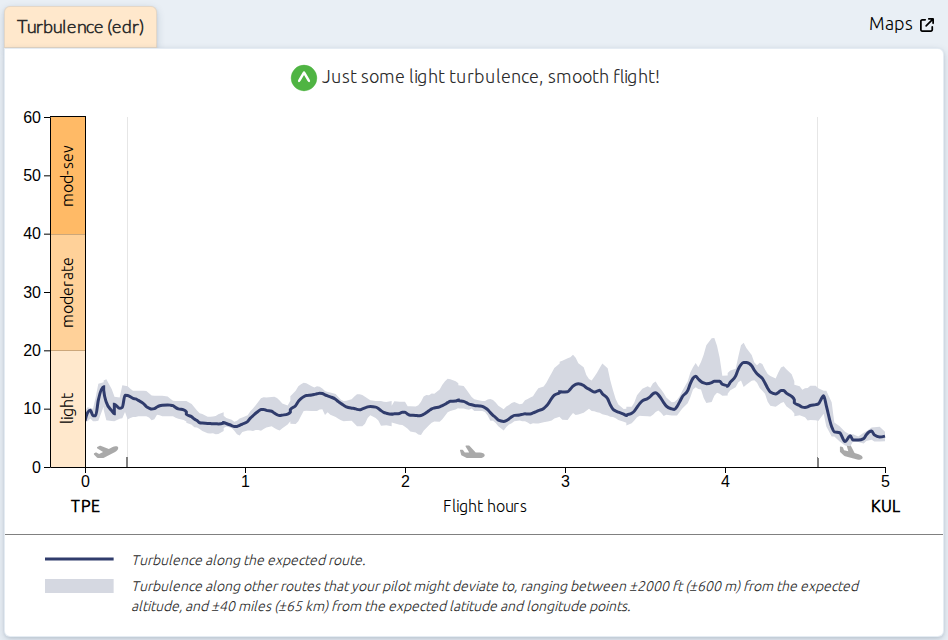 Turbulence (edr)
Maps
Just some light turbulence, smooth flight!
60
50
40
30
20
10
0
mod-sev
moderate
light
0 1 2 3 4 5
TPE Flight hours KUL
Turbulence along the expected route.
Turbulence along other routes that your pilot might deviate to, ranging between ±2000 ft (±600 m) from the expected
altitude, and ±40 miles (±65 km) from the expected latitude and longitude points.